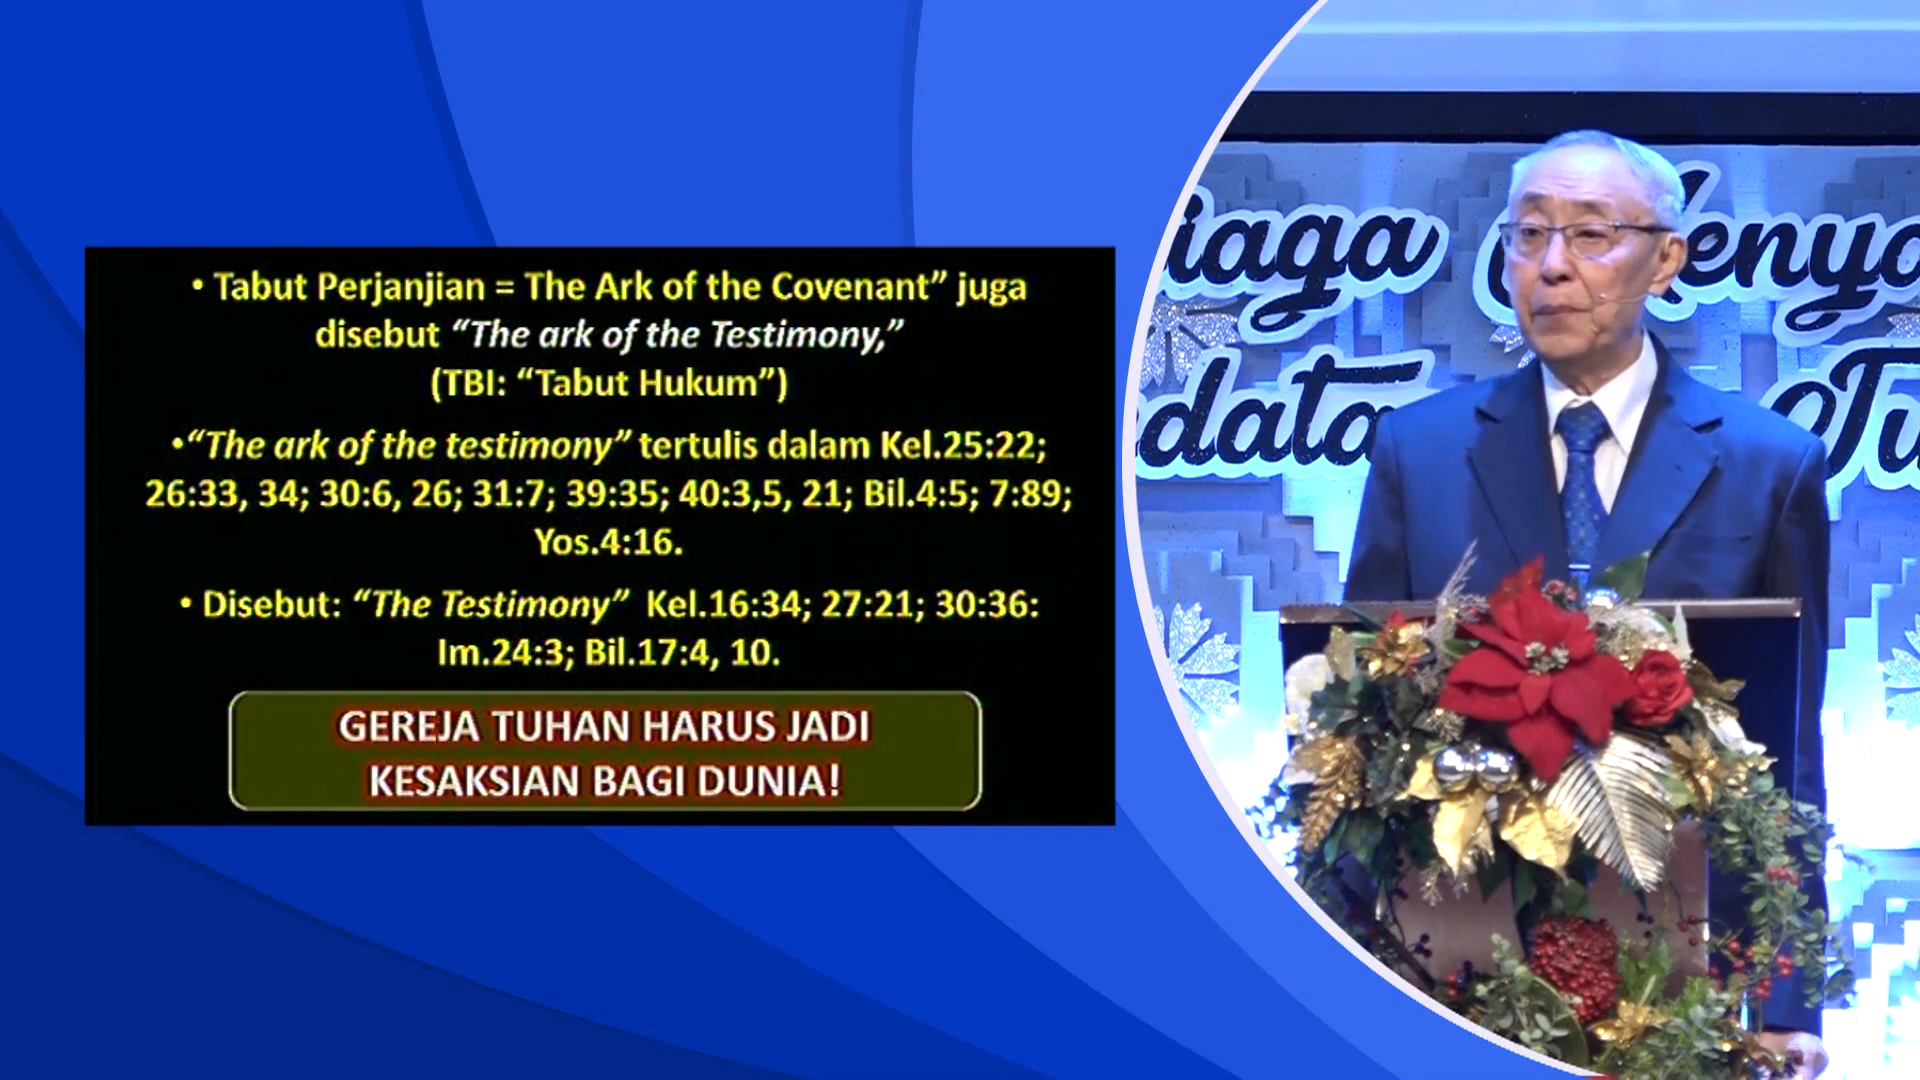 • Tabut Perjanjian = The Ark of the Covenant” juga
disebut “The ark of the Testimony,”
(TBI: “Tabut Hukum”)
•“The ark of the testimony” tertulis dalam Kel.25:22;
26:33, 34; 30:6, 26; 31:7; 39:35; 40:3,5, 21; Bil.4:5; 7:89;
Yos.4:16.
• Disebut: “The Testimony” Kel.16:34; 27:21; 30:36:
Im.24:3; Bil.17:4, 10.
GEREJA TUHAN HARUS JADI
KESAKSIAN BAGI DUNIA!